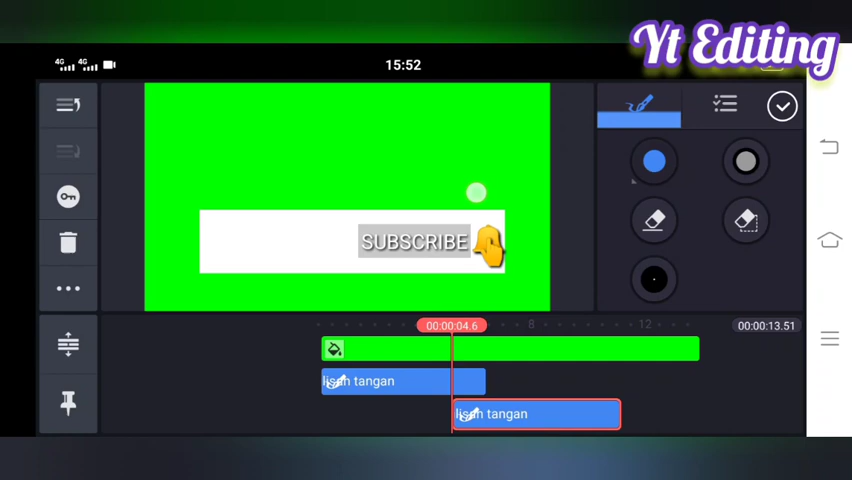 Yt Editing
4G 4G
15:52
SUBSCRIBE
00:00:04.6
8
12
00:00:13.51
lisan tangan
lisan tangan